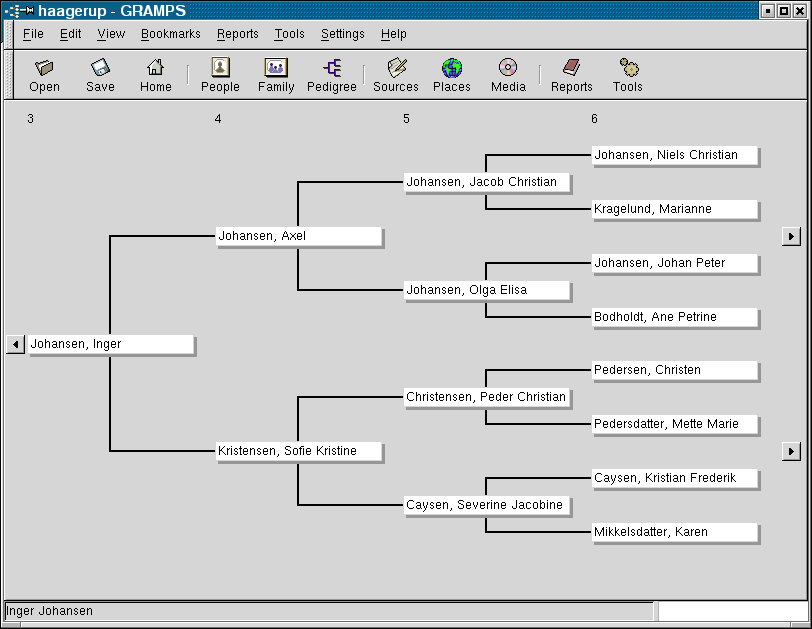 haagerup - GRAMPS
File Edit View Bookmarks Reports Tools Settings Help
Open Save Home People Family Pedigree Sources Places Media Reports Tools
3 4 5 6
Johansen, Niels Christian
Johansen, Jacob Christian
Kragelund, Marianne
Johansen, Axel
Johansen, Johan Peter
Johansen, Olga Elisa
Bodholdt, Ane Petrine
Johansen, Inger
Pedersen, Christen
Christensen, Peder Christian
Pedersdatter, Mette Marie
Kristensen, Sofie Kristine
Caysen, Kristian Frederik
Caysen, Severine Jacobine
Mikkelsdatter, Karen
Inger Johansen